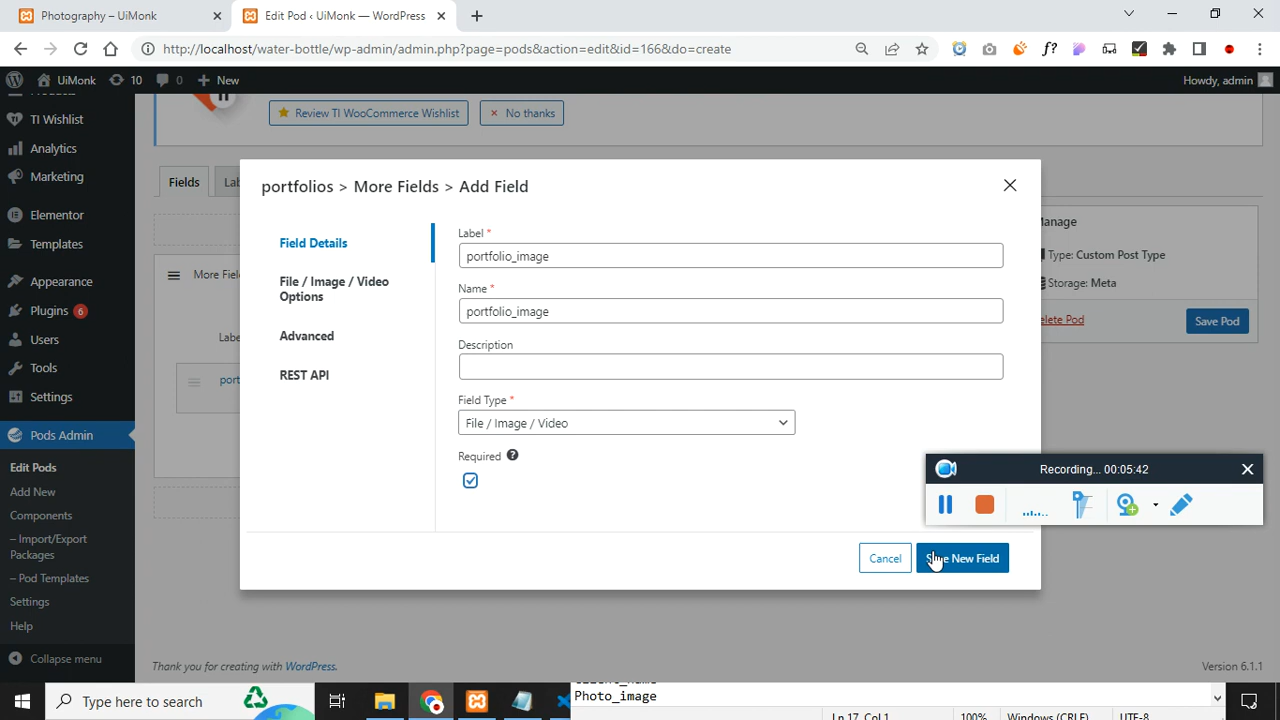 Photography – UiMonk
Edit Pod ‹ UiMonk — WordPress
http://localhost/water-bottle/wp-admin/admin.php?page=pods&action=edit&id=166&do=create
UiMonk
10
0
New
Howdy, admin
TI Wishlist
Analytics
Marketing
Elementor
Templates
Appearance
Plugins 6
Users
Tools
Settings
Pods Admin
Edit Pods
Add New
Components
– Import/Export
Packages
– Pod Templates
Settings
Help
Collapse menu
Review TI WooCommerce Wishlist
No thanks
Fields
portfolios > More Fields > Add Field
Field Details
File / Image / Video
Options
Advanced
REST API
Label *
portfolio_image
Name *
portfolio_image
Description
Field Type *
File / Image / Video
Required
Cancel
New Field
Type: Custom Post Type
Storage: Meta
Pod
Save Pod
Recording... 00:05:42
Thank you for creating with WordPress.
Version 6.1.1
Type here to search
Photo_image
Ln 17, Col 1
100%
Windows (CRLF)
UTF-8